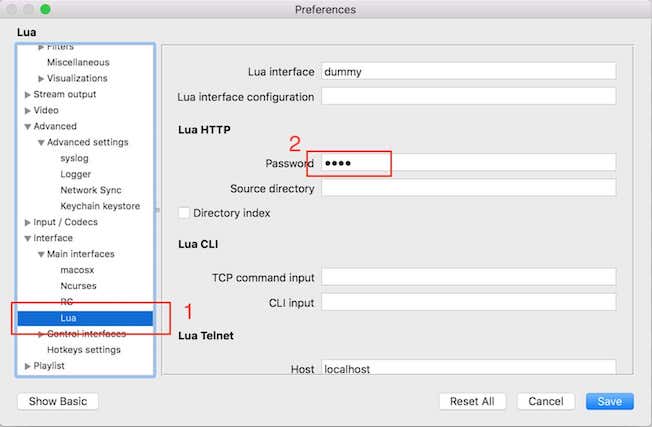 Preferences
Lua
Filters
Miscellaneous
Visualizations
Stream output
Video
Advanced
Advanced settings
syslog
Logger
Network Sync
Keychain keystore
Input / Codecs
Interface
Main interfaces
macosx
Ncurses
RC
Lua
1
Control interfaces
Hotkeys settings
Playlist
Lua interface dummy
Lua interface configuration
Lua HTTP
2
Password ●●●●
Source directory
Directory index
Lua CLI
TCP command input
CLI input
Lua Telnet
Host localhost
Show Basic
Reset All
Cancel
Save